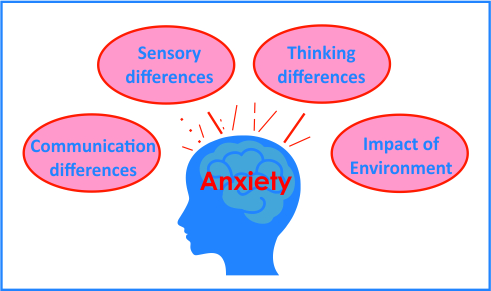 Sensory
differences
Thinking
differences
Communication
differences
Impact of
Environment
Anxiety